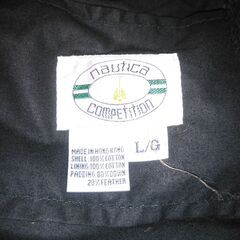 nautica
COMPETITION
L/G
MADE IN HONG KONG
SHELL: 100% COTTON
LINING: 100% COTTON
PADDING: 80% DOWN
20% FEATHER